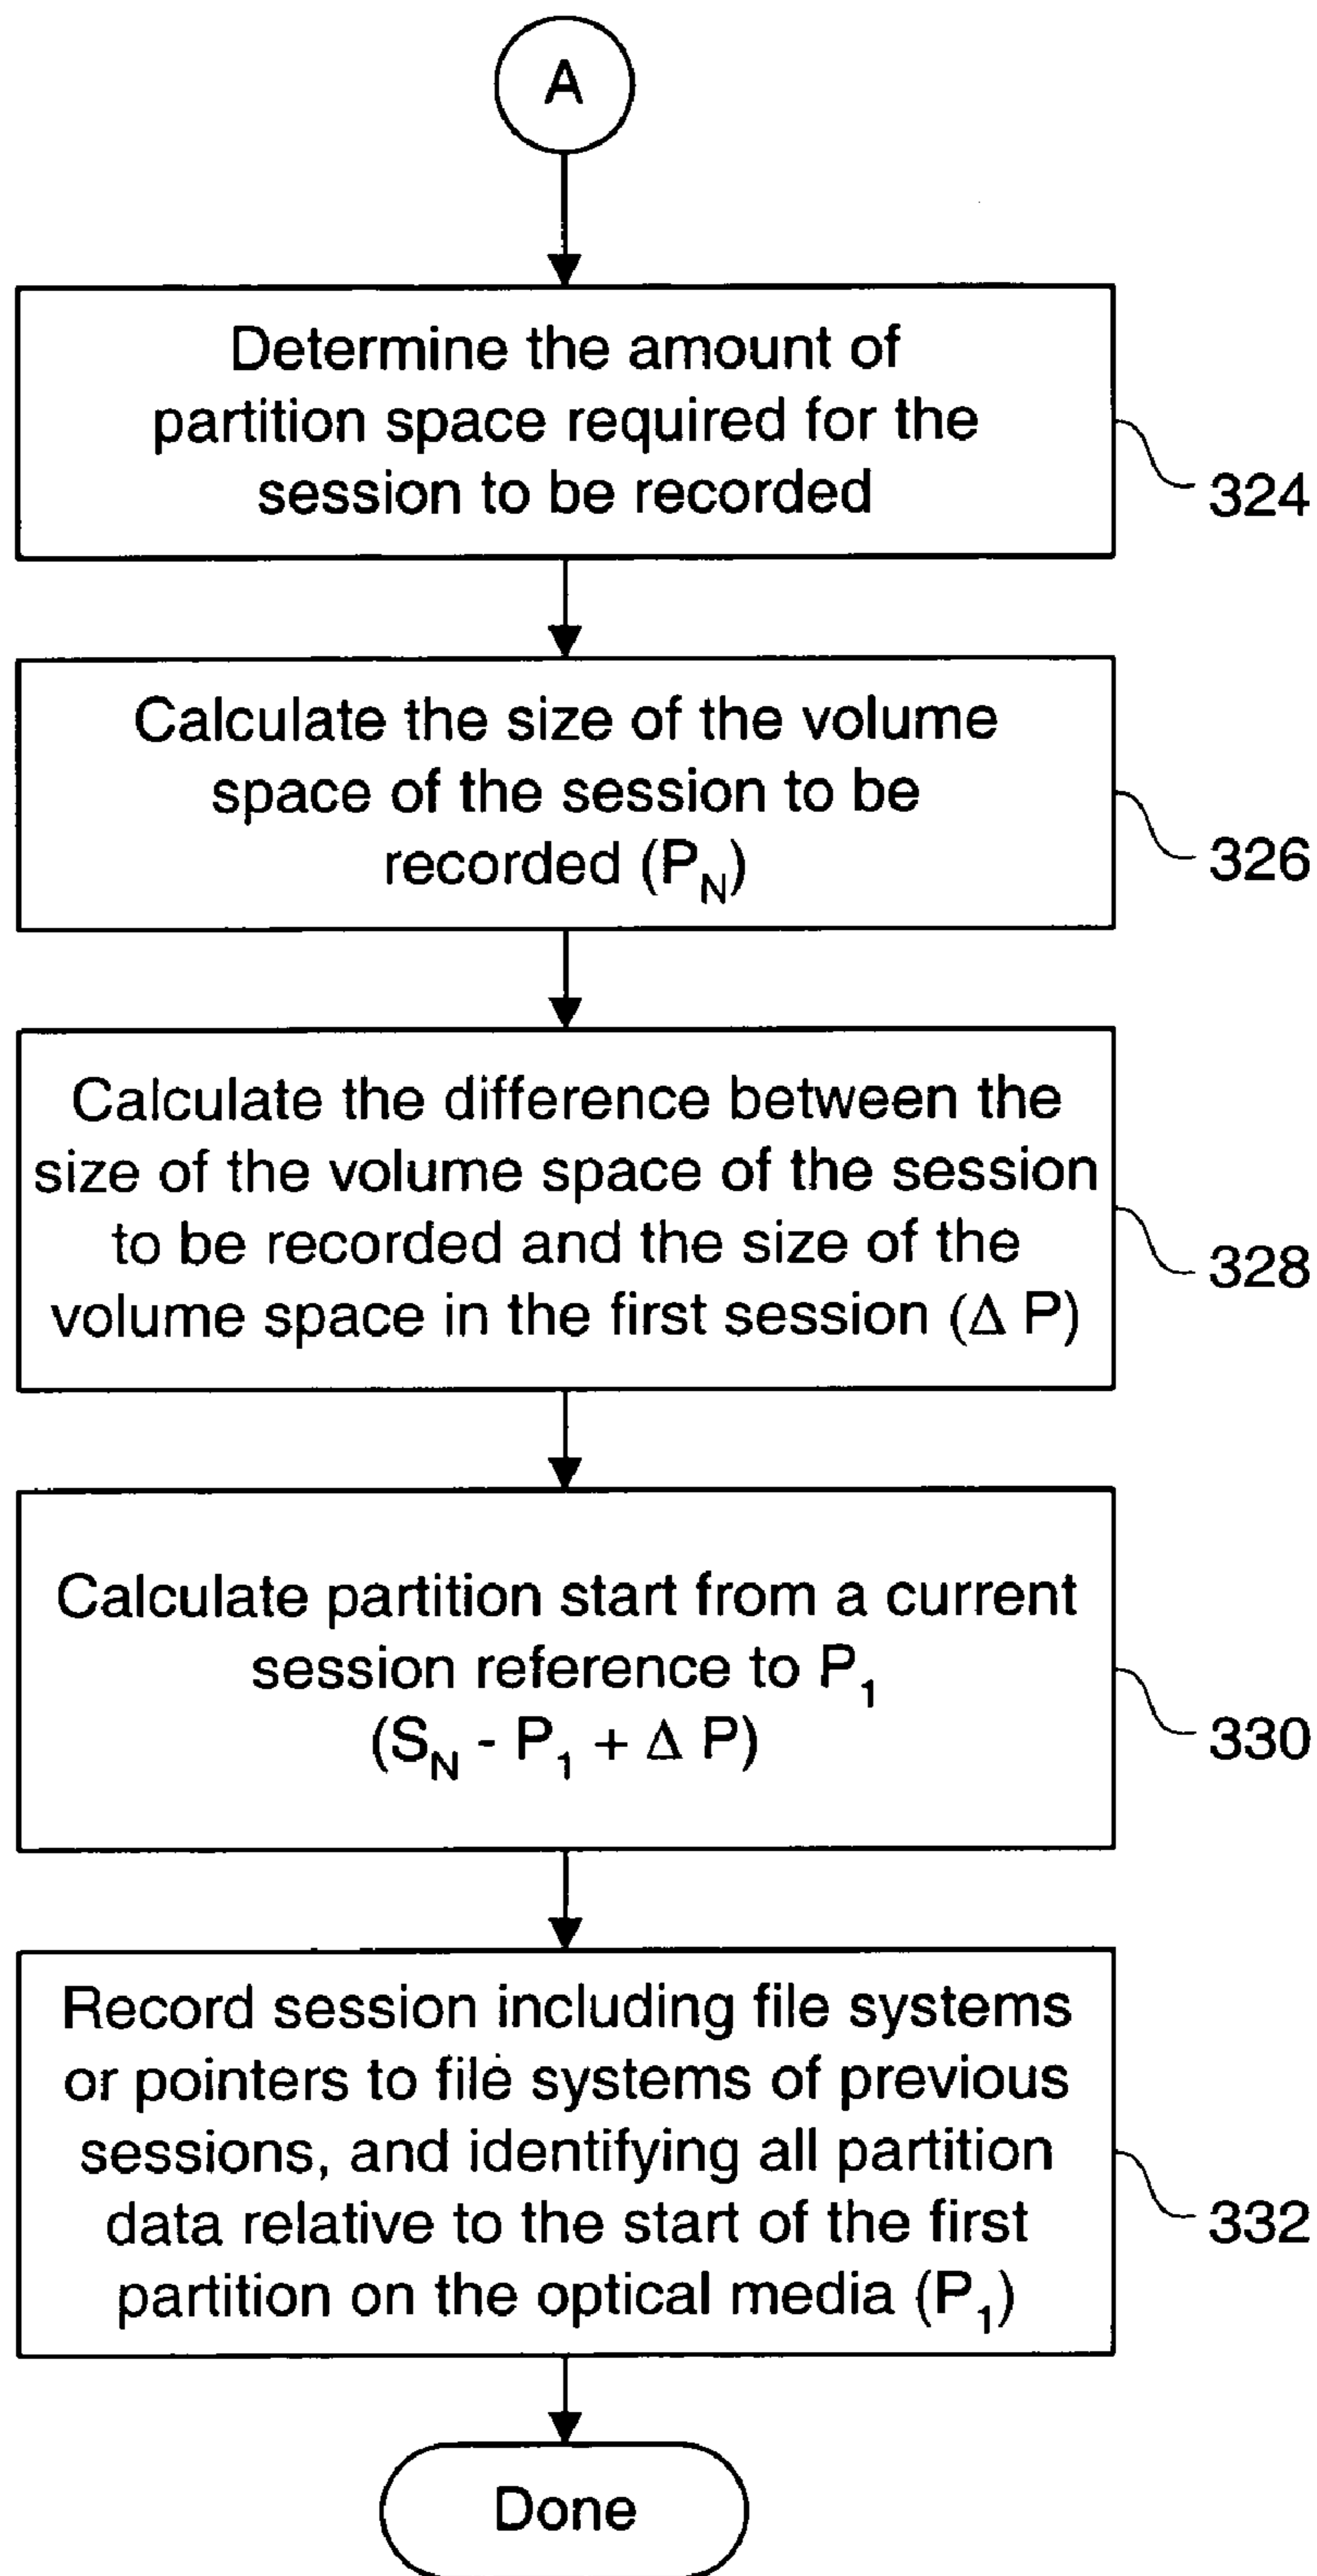 A
Determine the amount of
partition space required for the
session to be recorded
324
Calculate the size of the volume
space of the session to be
recorded (P_N)
326
Calculate the difference between the
size of the volume space of the session
to be recorded and the size of the
volume space in the first session (Δ P)
328
Calculate partition start from a current
session reference to P_1
(S_N - P_1 + Δ P)
330
Record session including file systems
or pointers to file systems of previous
sessions, and identifying all partition
data relative to the start of the first
partition on the optical media (P_1)
332
Done